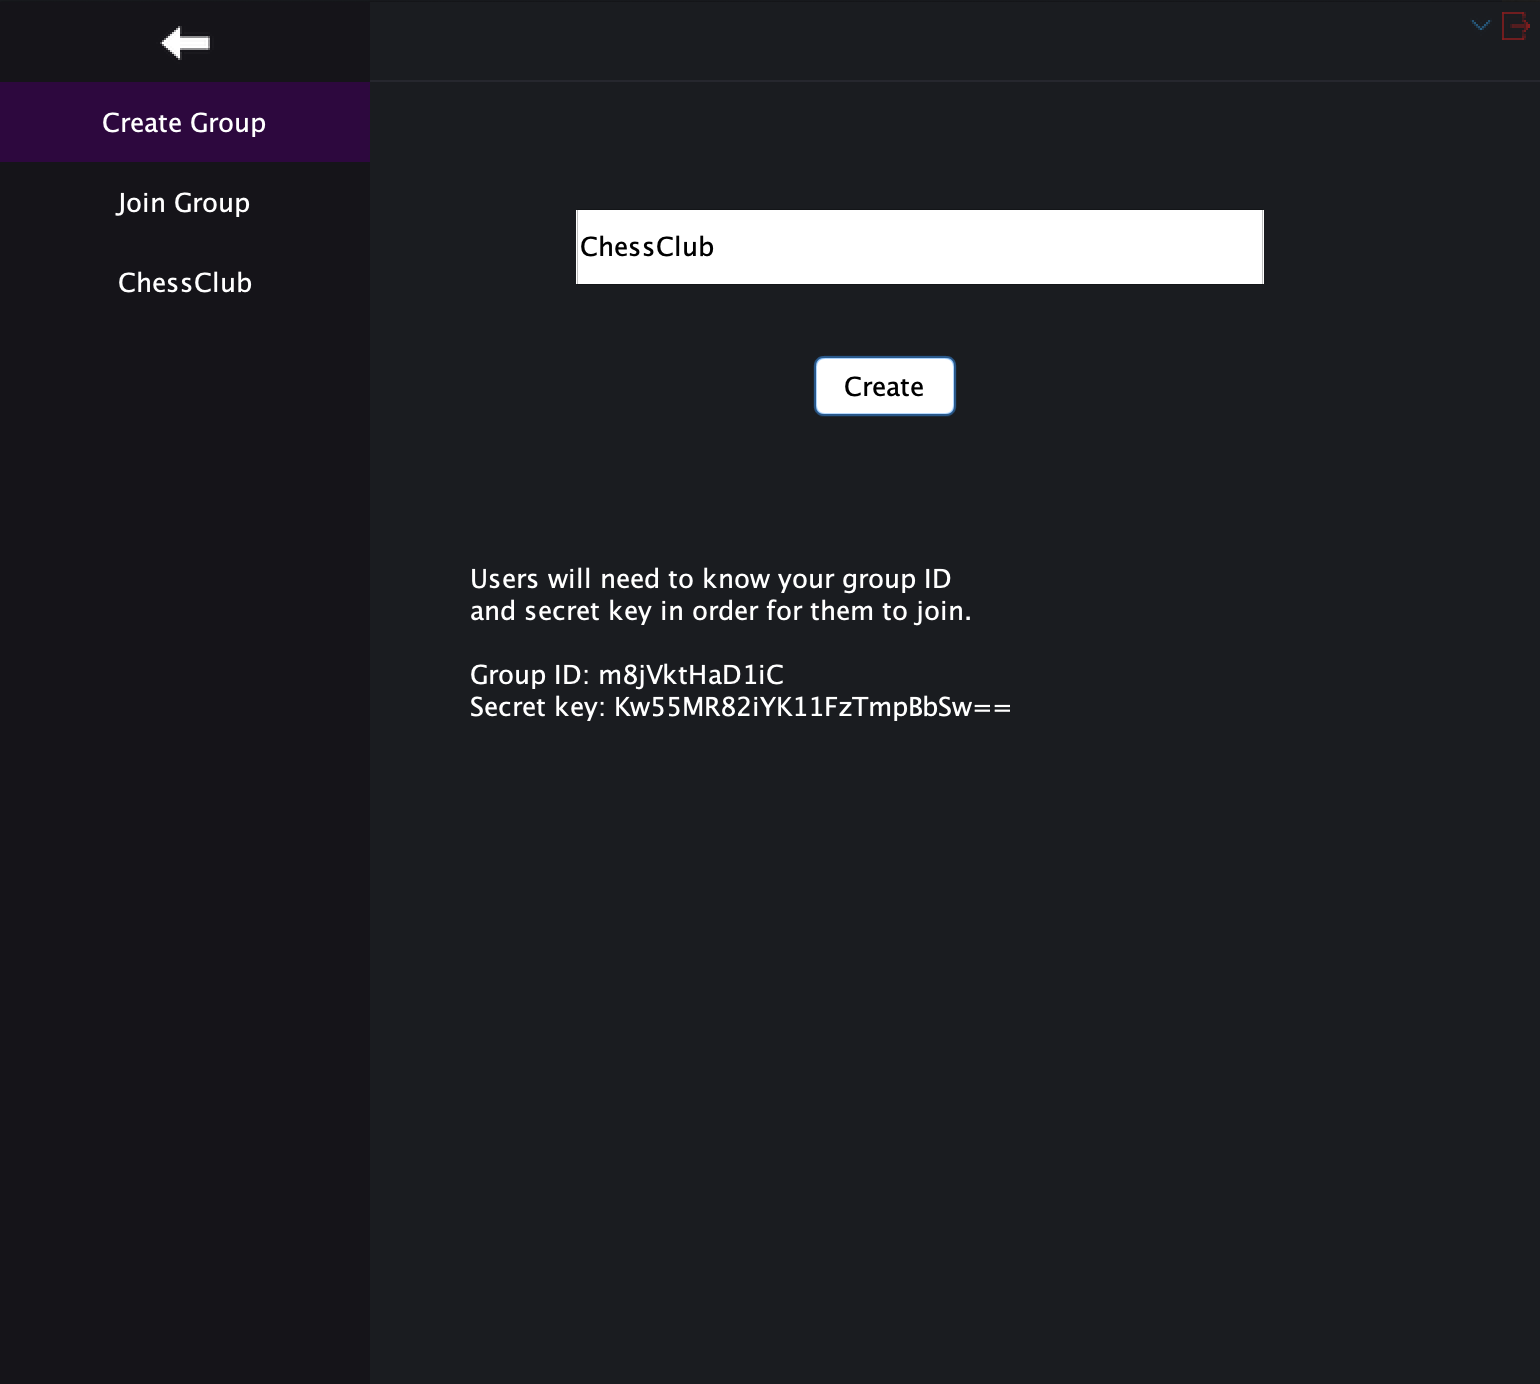 Create Group
Join Group
ChessClub
ChessClub
Create
Users will need to know your group ID
and secret key in order for them to join.
Group ID: m8jVktHaD1iC
Secret key: Kw55MR82iYK11FzTmpBbSw==